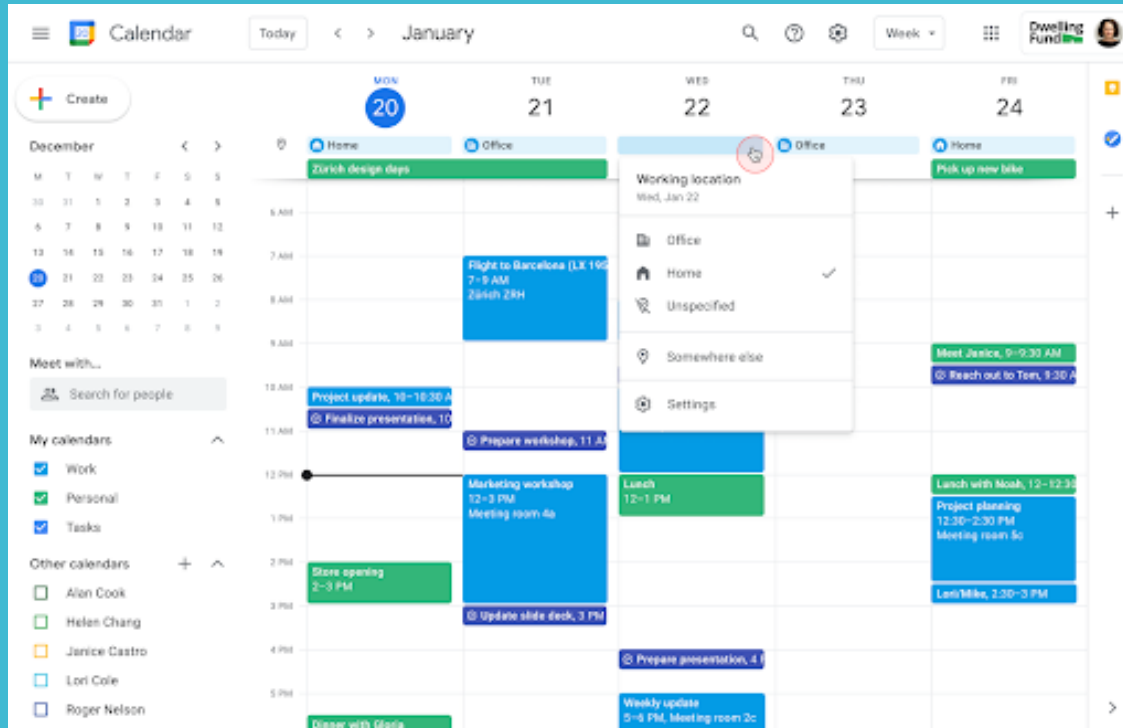 Calendar
Today
January
Week
Dwelling
Fund
Create
December
M T W T F S S
30 31 1 2 3 4 5
6 7 8 9 10 11 12
13 14 15 16 17 18 19
20 21 22 23 24 25 26
27 28 29 30 31 1 2
3 4 5 6 7 8 9
Meet with...
Search for people
My calendars
Work
Personal
Tasks
Other calendars
Alan Cook
Helen Chang
Janice Castro
Lori Cole
Roger Nelson
MON TUE WED THU FRI
20 21 22 23 24
Home
Office
Office
Home
Zürich design days
Pick up new bike
6 AM
7 AM
8 AM
9 AM
10 AM
11 AM
12 PM
1 PM
2 PM
3 PM
4 PM
5 PM
Project update, 10–10:30 A
Finalize presentation, 10
Store opening
2–3 PM
Dinner with Gloria
Flight to Barcelona (LX 195
7–9 AM
Zürich ZRH
Prepare workshop, 11 A
Marketing workshop
12–3 PM
Meeting room 4a
Update slide deck, 3 PM
Working location
Wed, Jan 22
Office
Home
Unspecified
Somewhere else
Settings
Lunch
12–1 PM
Prepare presentation, 4
Weekly update
5–6 PM, Meeting room 2c
Meet Janice, 9–9:30 AM
Reach out to Tom, 9:30 A
Lunch with Noah, 12–12:30
Project planning
12:30–2:30 PM
Meeting room 5c
Lori/Mike, 2:30–3 PM